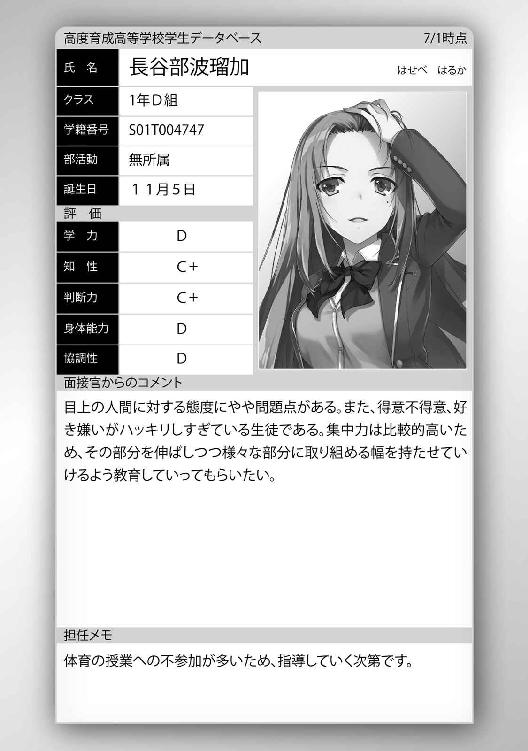 高度育成高等学校学生データベース 7/1時点
氏 名 長谷部波瑠加 はせべ はるか
クラス 1年D組
学籍番号 S01T004747
部活動 無所属
誕生日 11月5日
評 価
学 力 D
知 性 C+
判断力 C+
身体能力 D
協調性 D
面接官からのコメント
目上の人間に対する態度にやや問題点がある。また、得意不得意、好
き嫌いがハッキリしすぎている生徒である。集中力は比較的高いた
め、その部分を伸ばしつつ様々な部分に取り組める幅を持たせてい
けるよう教育していってもらいたい。
担任メモ
体育の授業への不参加が多いため、指導していく次第です。